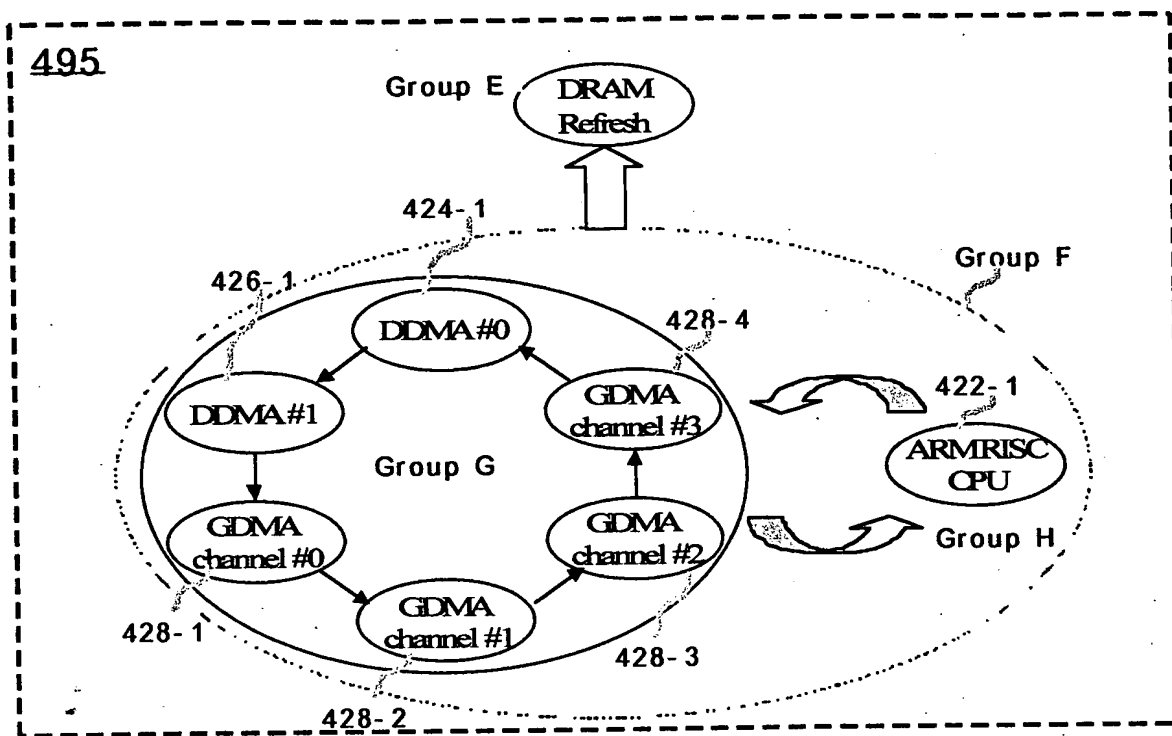 495
Group E
DRAM
Refresh
424-1
426-1
Group F
DDMA #0
428-4
422-1
DDMA #1
GDMA
channel #3
Group G
ARMRISC
CPU
GDMA
channel #0
GDMA
channel #2
Group H
GDMA
channel #1
428-1
428-3
428-2